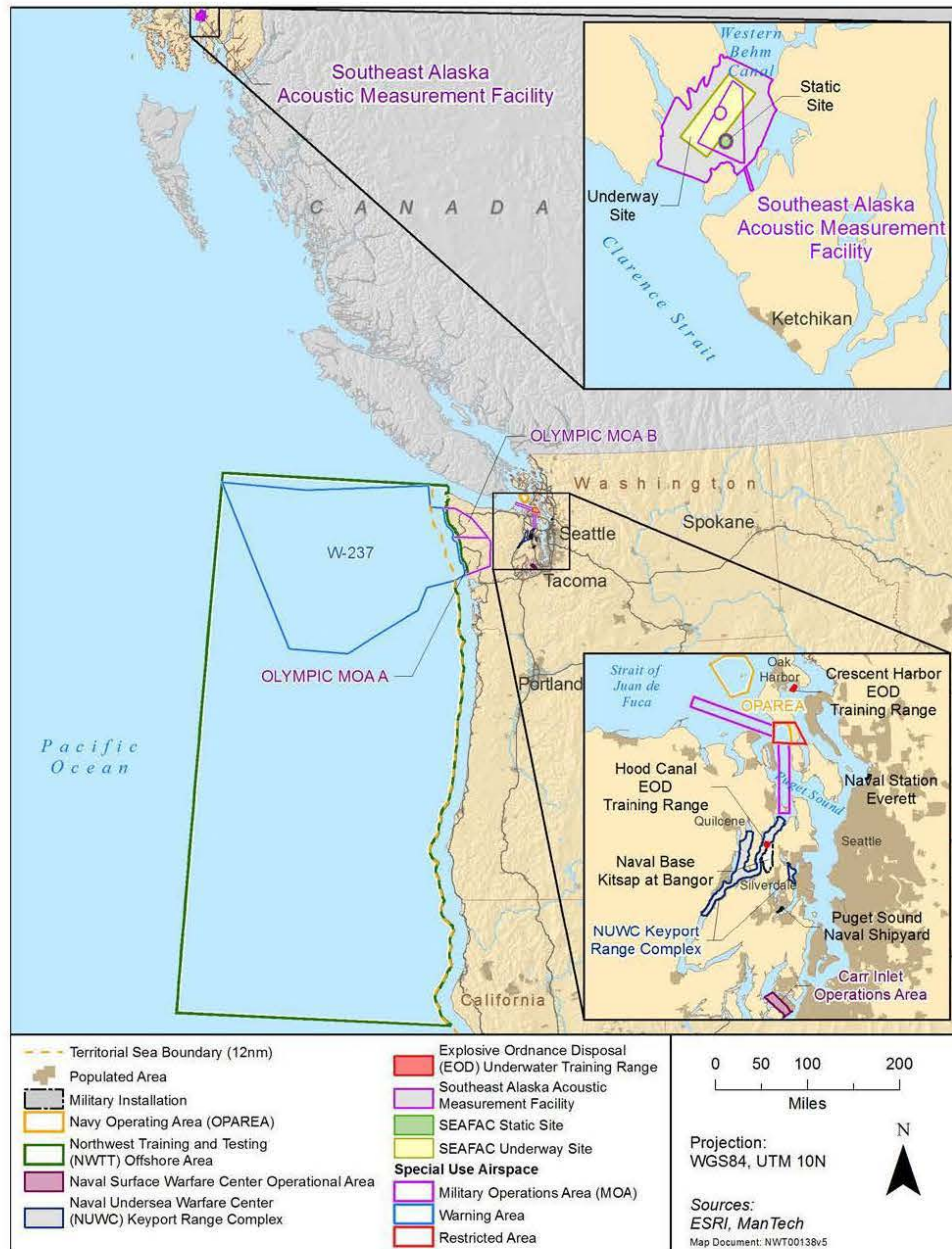 Southeast Alaska
Acoustic Measurement Facility
C A N A D A
Western
Behm
Canal
Static
Site
Underway
Site
Southeast Alaska
Acoustic Measurement
Facility
Clarence Strait
Ketchikan
OLYMPIC MOA B
Washington
Seattle
Spokane
W-237
Tacoma
OLYMPIC MOA A
Portland
Pacific
Ocean
California
Strait of
Juan de
Fuca
Oak
Harbor
Crescent Harbor
EOD
Training Range
OPAREA
Hood Canal
EOD
Training Range
Puget Sound
Naval Station
Everett
Quilcene
Seattle
Naval Base
Kitsap at Bangor
Silverdale
NUWC Keyport
Range Complex
Puget Sound
Naval Shipyard
Carr Inlet
Operations Area
Territorial Sea Boundary (12nm)
Populated Area
Military Installation
Navy Operating Area (OPAREA)
Northwest Training and Testing
(NWTT) Offshore Area
Naval Surface Warfare Center Operational Area
Naval Undersea Warfare Center
(NUWC) Keyport Range Complex
Explosive Ordnance Disposal
(EOD) Underwater Training Range
Southeast Alaska Acoustic
Measurement Facility
SEAFAC Static Site
SEAFAC Underway Site
Special Use Airspace
Military Operations Area (MOA)
Warning Area
Restricted Area
0 50 100 200
Miles
N
Projection:
WGS84, UTM 10N
Sources:
ESRI, ManTech
Map Document: NWT00138v5